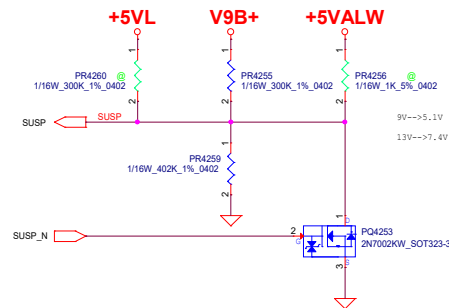 +5VL
V9B+
+5VALW
1
1
1
PR4260
@
1/16W_300K_1%_0402
PR4255
1/16W_300K_1%_0402
PR4256
@
1/16W_1K_5%_0402
2
2
2
9V-->5.1V
SUSP
SUSP
13V-->7.4V
1
PR4259
1/16W_402K_1%_0402
2
1
D
SUSP_N
2
G
PQ4253
2N7002KW_SOT323-3
S
3